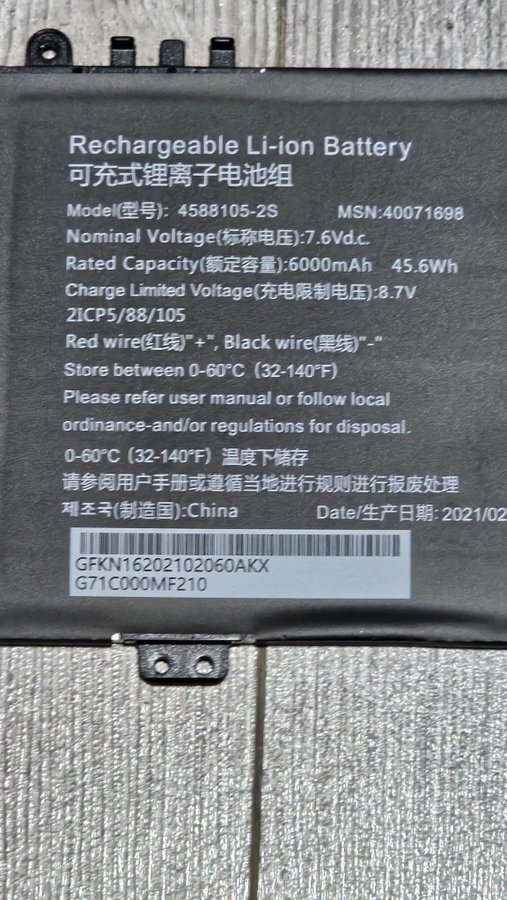 Rechargeable Li-ion Battery
可充式锂离子电池组
Model(型号): 4588105-2S MSN:40071698
Nominal Voltage(标称电压):7.6Vd.c.
Rated Capacity(额定容量):6000mAh 45.6Wh
Charge Limited Voltage(充电限制电压):8.7V
2ICP5/88/105
Red wire(红线)"+", Black wire(黑线)"-"
Store between 0-60°C (32-140°F)
Please refer user manual or follow local
ordinance-and/or regulations for disposal.
0-60°C (32-140°F) 温度下储存
请参阅用户手册或遵循当地进行规则进行报废处理
제조국(制造国):China Date/生产日期: 2021/02
GFKN16202102060AKX
G71C000MF210